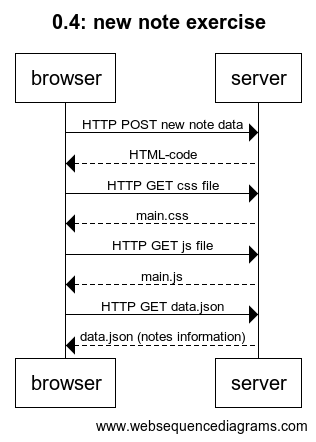 0.4: new note exercise
browser server
HTTP POST new note data
HTML-code
HTTP GET css file
main.css
HTTP GET js file
main.js
HTTP GET data.json
data.json (notes information)
browser server
www.websequencediagrams.com